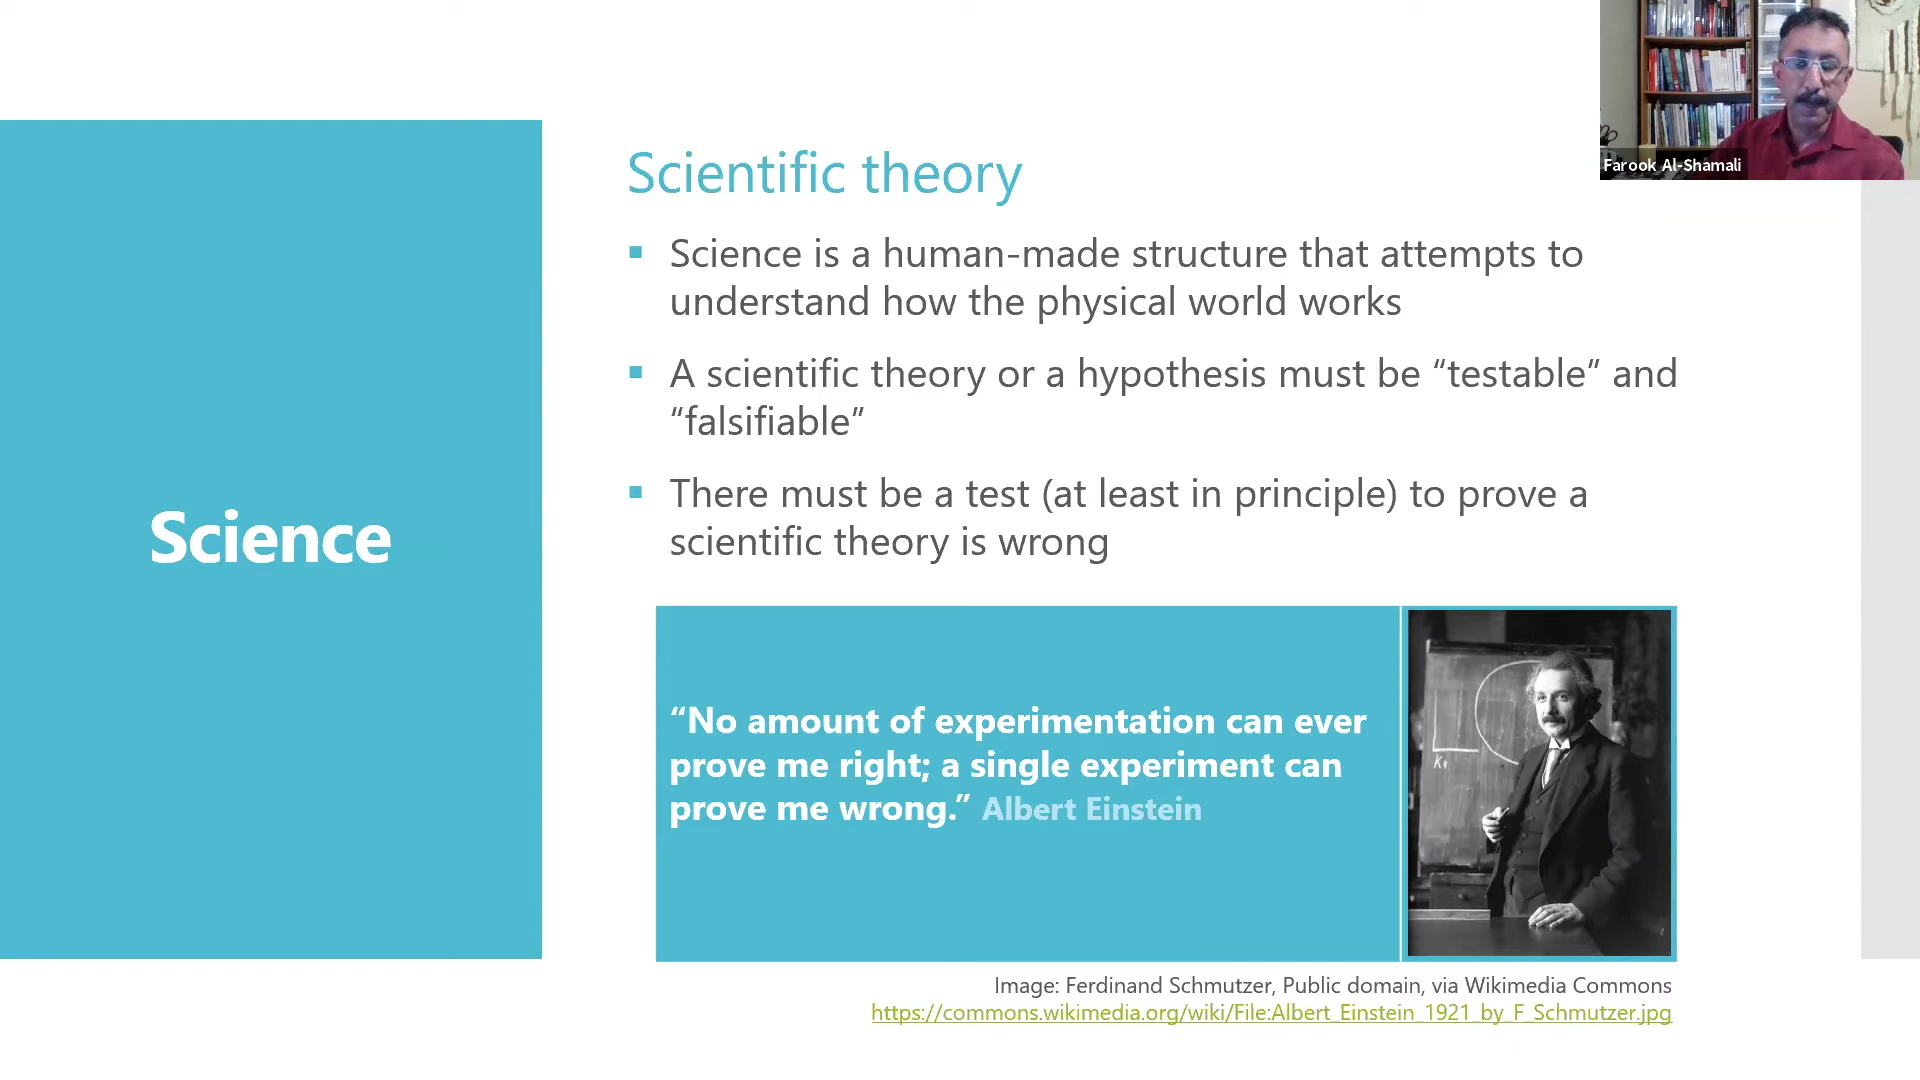 Farook Al-Shamali
Science
Scientific theory
▪ Science is a human-made structure that attempts to
understand how the physical world works
▪ A scientific theory or a hypothesis must be “testable” and
“falsifiable”
▪ There must be a test (at least in principle) to prove a
scientific theory is wrong
“No amount of experimentation can ever
prove me right; a single experiment can
prove me wrong.” Albert Einstein
Image: Ferdinand Schmutzer, Public domain, via Wikimedia Commons
https://commons.wikimedia.org/wiki/File:Albert_Einstein_1921_by_F_Schmutzer.jpg